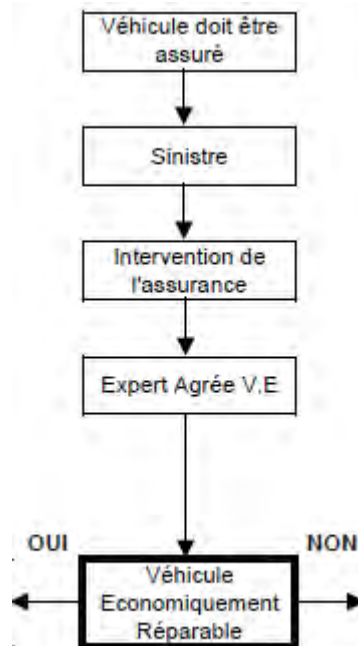 Véhicule doit être
assuré
Sinistre
Intervention de
l'assurance
Expert Agrée V.E
OUI
NON
Véhicule
Economiquement
Réparable